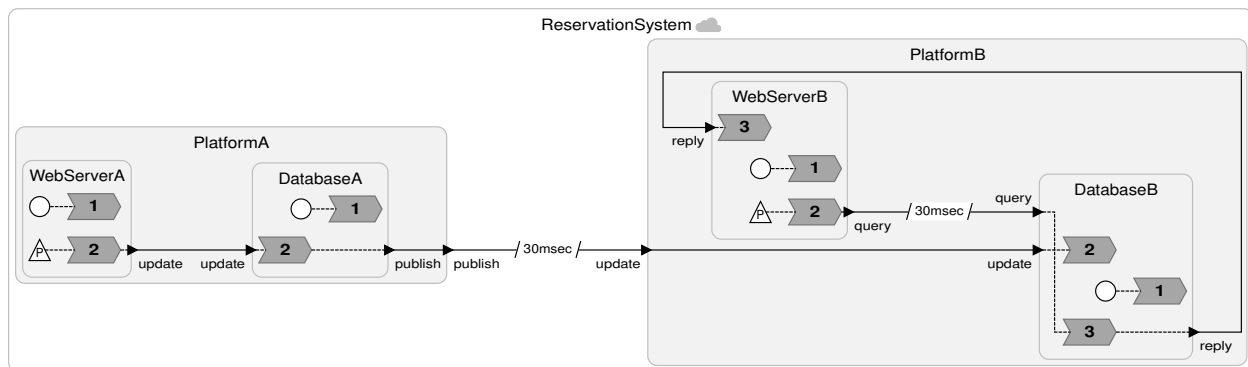 ReservationSystem
PlatformB
WebServerB
3
reply
1
P 2
query
30msec
query
DatabaseB
2
update
1
3
reply
PlatformA
WebServerA
1
P 2
update
DatabaseA
1
update
2
publish
publish
30msec
update